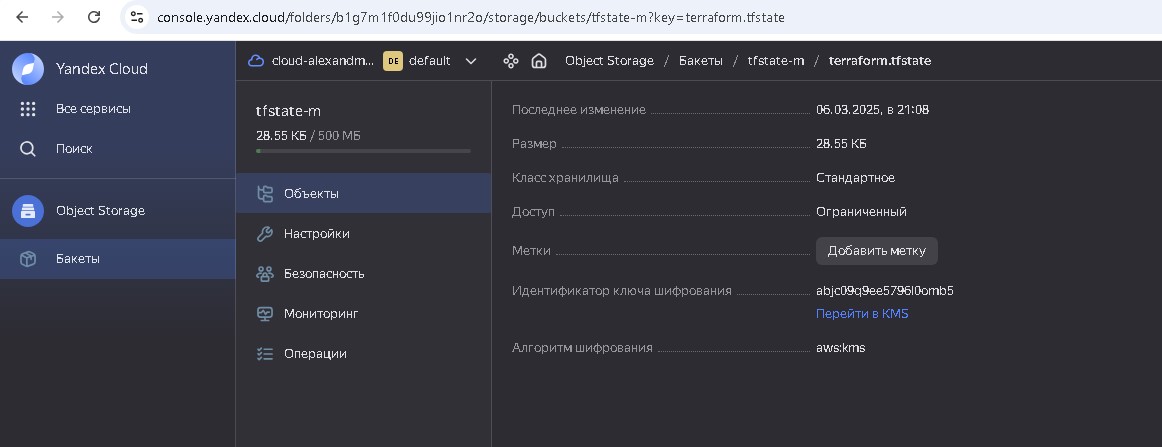 console.yandex.cloud/folders/b1g7m1f0du99jio1nr2o/storage/buckets/tfstate-m?key=terraform.tfstate
Yandex Cloud
cloud-alexandm... DE default
Object Storage / Бакеты / tfstate-m / terraform.tfstate
Все сервисы
Поиск
Object Storage
Бакеты
tfstate-m
28.55 КБ / 500 МБ
Объекты
Настройки
Безопасность
Мониторинг
Операции
Последнее изменение 06.03.2025, в 21:08
Размер 28.55 КБ
Класс хранилища Стандартное
Доступ Ограниченный
Метки Добавить метку
Идентификатор ключа шифрования abjc09q9ee5796l0omb5
Перейти в KMS
Алгоритм шифрования aws:kms